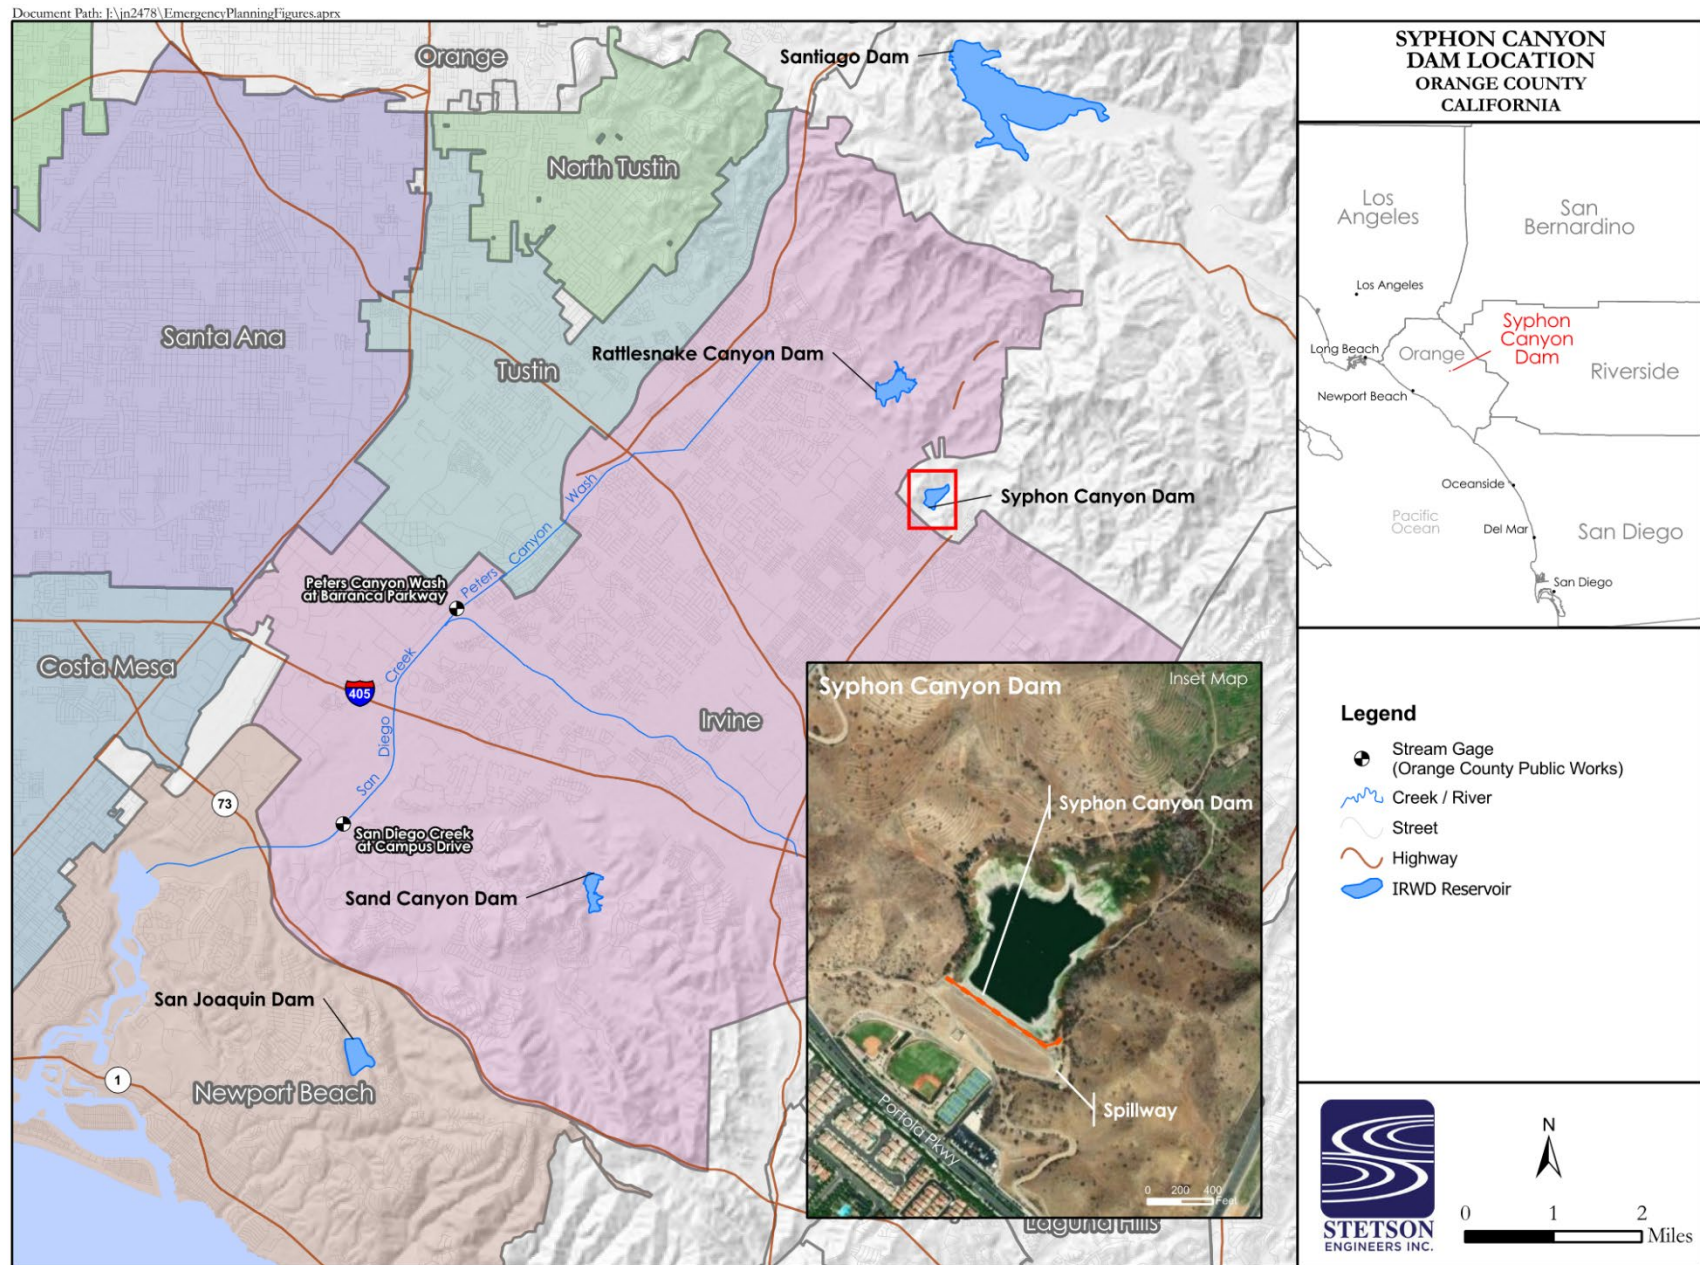 Document Path: J:\jn2478\EmergencyPlanningFigures.aprx
SYPHON CANYON
DAM LOCATION
ORANGE COUNTY
CALIFORNIA
Orange
Santiago Dam
North Tustin
Santa Ana
Tustin
Rattlesnake Canyon Dam
Syphon Canyon Dam
Peters Canyon Wash
Peters Canyon Wash
at Barranca Parkway
Costa Mesa
San Diego Creek
405
Irvine
73
San Diego Creek
at Campus Drive
Sand Canyon Dam
San Joaquin Dam
1
Newport Beach
Laguna Hills
Syphon Canyon Dam
Inset Map
Syphon Canyon Dam
Spillway
Portola Pkwy
0 200 400
Feet
Los
Angeles
San
Bernardino
Los Angeles
Long Beach
Orange
Syphon
Canyon
Dam
Riverside
Newport Beach
Oceanside
Pacific
Ocean
Del Mar
San Diego
San Diego
Legend
Stream Gage
(Orange County Public Works)
Creek / River
Street
Highway
IRWD Reservoir
STETSON
ENGINEERS INC.
N
0 1 2
Miles